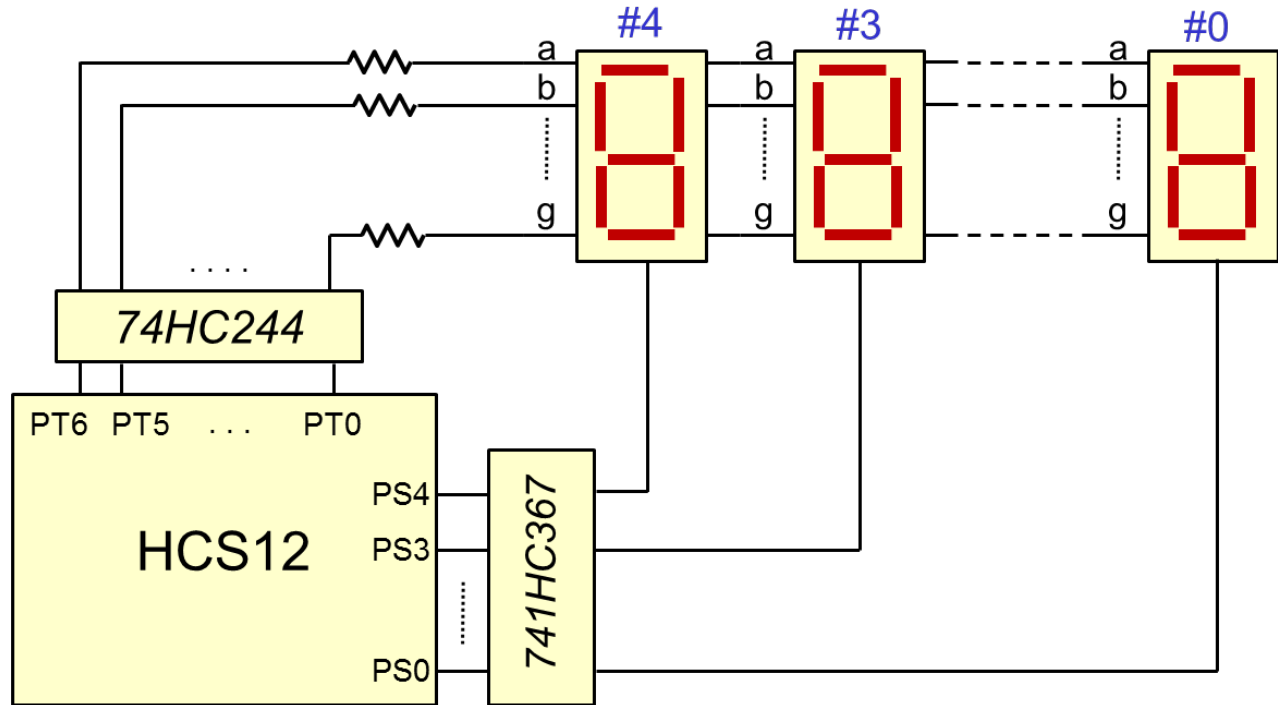 #4 #3 #0
a a a
b b b
g g g
. . . .
74HC244
PT6 PT5 . . . PT0
PS4
HCS12
PS3
741HC367
PS0